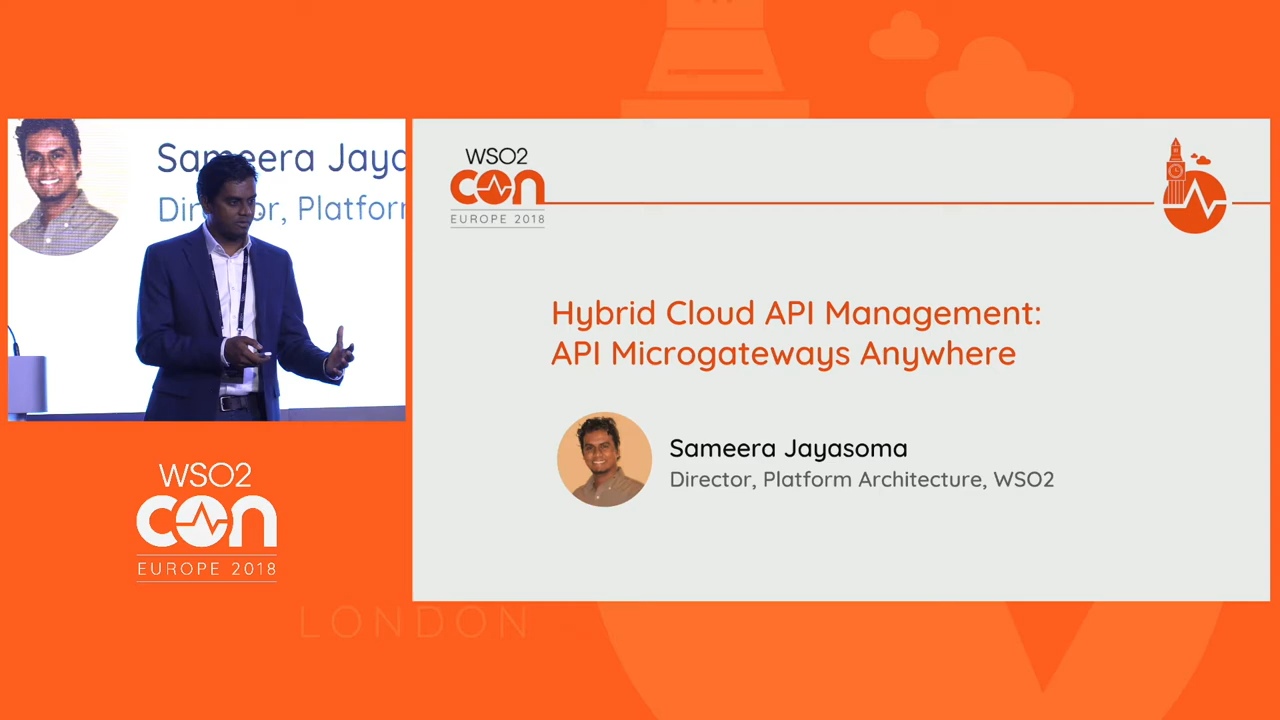 Sameera Jaya
Director, Platfor
WSO2
con
EUROPE 2018
LONDON
WSO2
con
EUROPE 2018
Hybrid Cloud API Management:
API Microgateways Anywhere
Sameera Jayasoma
Director, Platform Architecture, WSO2